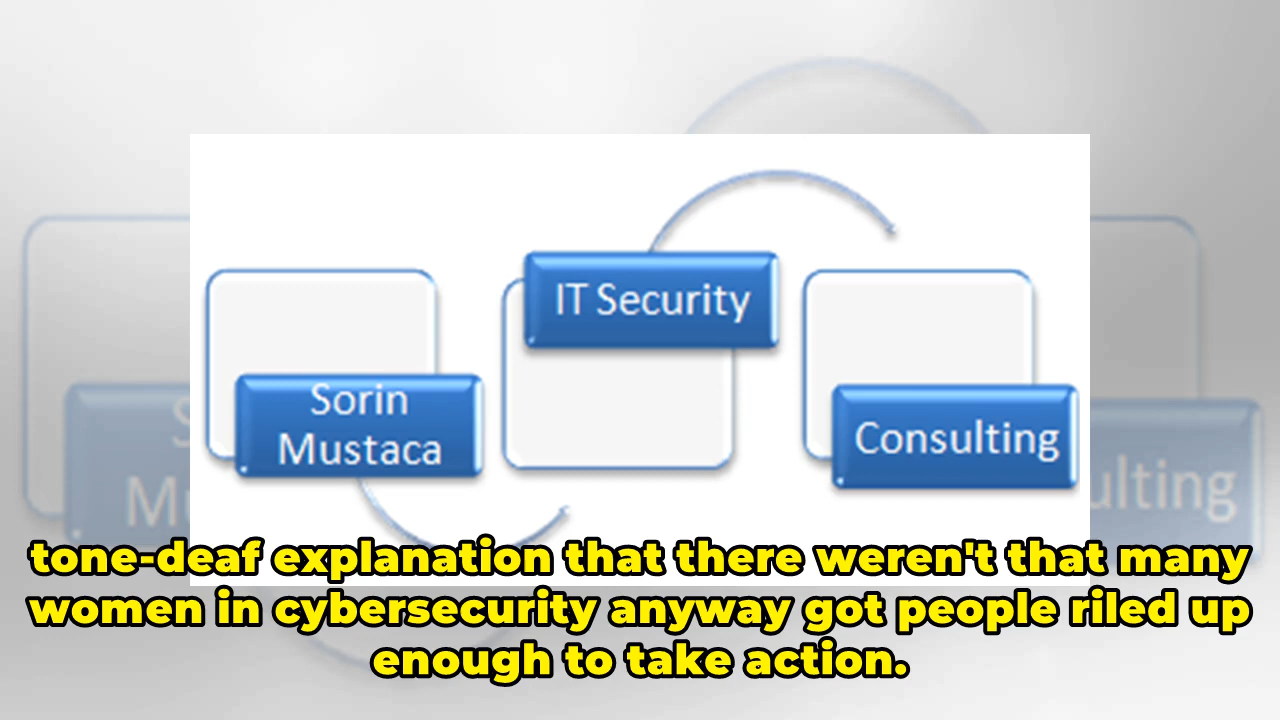 IT Security
Sorin
Mustaca
Consulting
tone-deaf explanation that there weren't that many
women in cybersecurity anyway got people riled up
enough to take action.